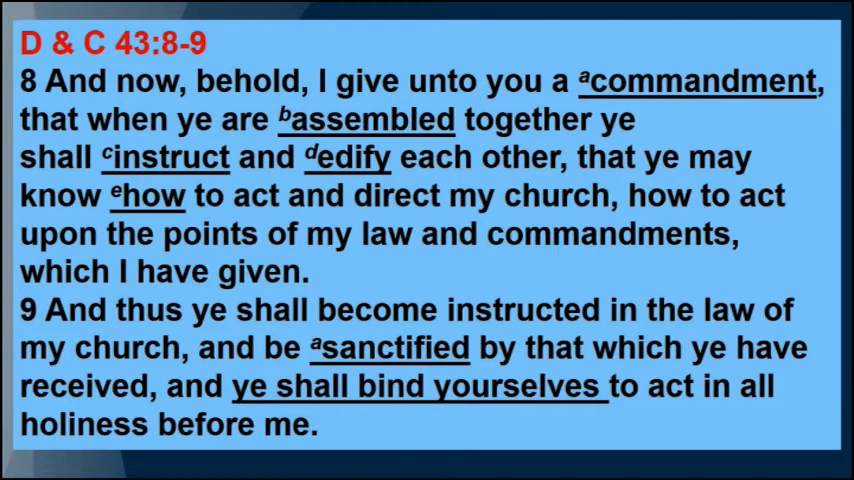 D & C 43:8-9
8 And now, behold, I give unto you a ᵃcommandment,
that when ye are ᵇassembled together ye
shall ᶜinstruct and ᵈedify each other, that ye may
know ᵉhow to act and direct my church, how to act
upon the points of my law and commandments,
which I have given.
9 And thus ye shall become instructed in the law of
my church, and be ᵃsanctified by that which ye have
received, and ye shall bind yourselves to act in all
holiness before me.